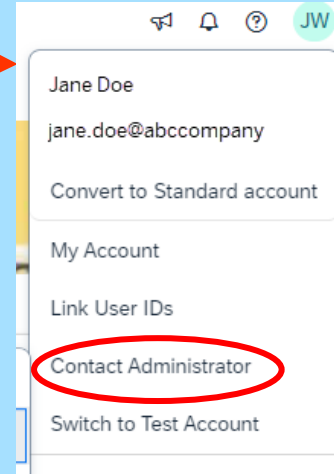 JW
Jane Doe
jane.doe@abccompany
Convert to Standard account
My Account
Link User IDs
Contact Administrator
Switch to Test Account